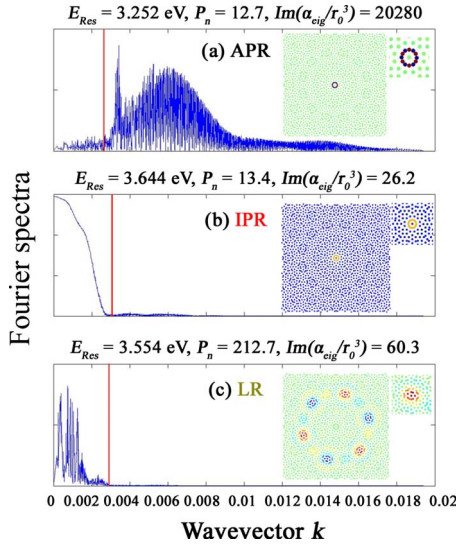 E_Res = 3.252 eV, P_n = 12.7, Im(α_eig/r_0^3) = 20280
(a) APR
E_Res = 3.644 eV, P_n = 13.4, Im(α_eig/r_0^3) = 26.2
(b) IPR
E_Res = 3.554 eV, P_n = 212.7, Im(α_eig/r_0^3) = 60.3
(c) LR
Fourier spectra
0 0.002 0.004 0.006 0.008 0.01 0.012 0.014 0.016 0.018 0.02
Wavevector k